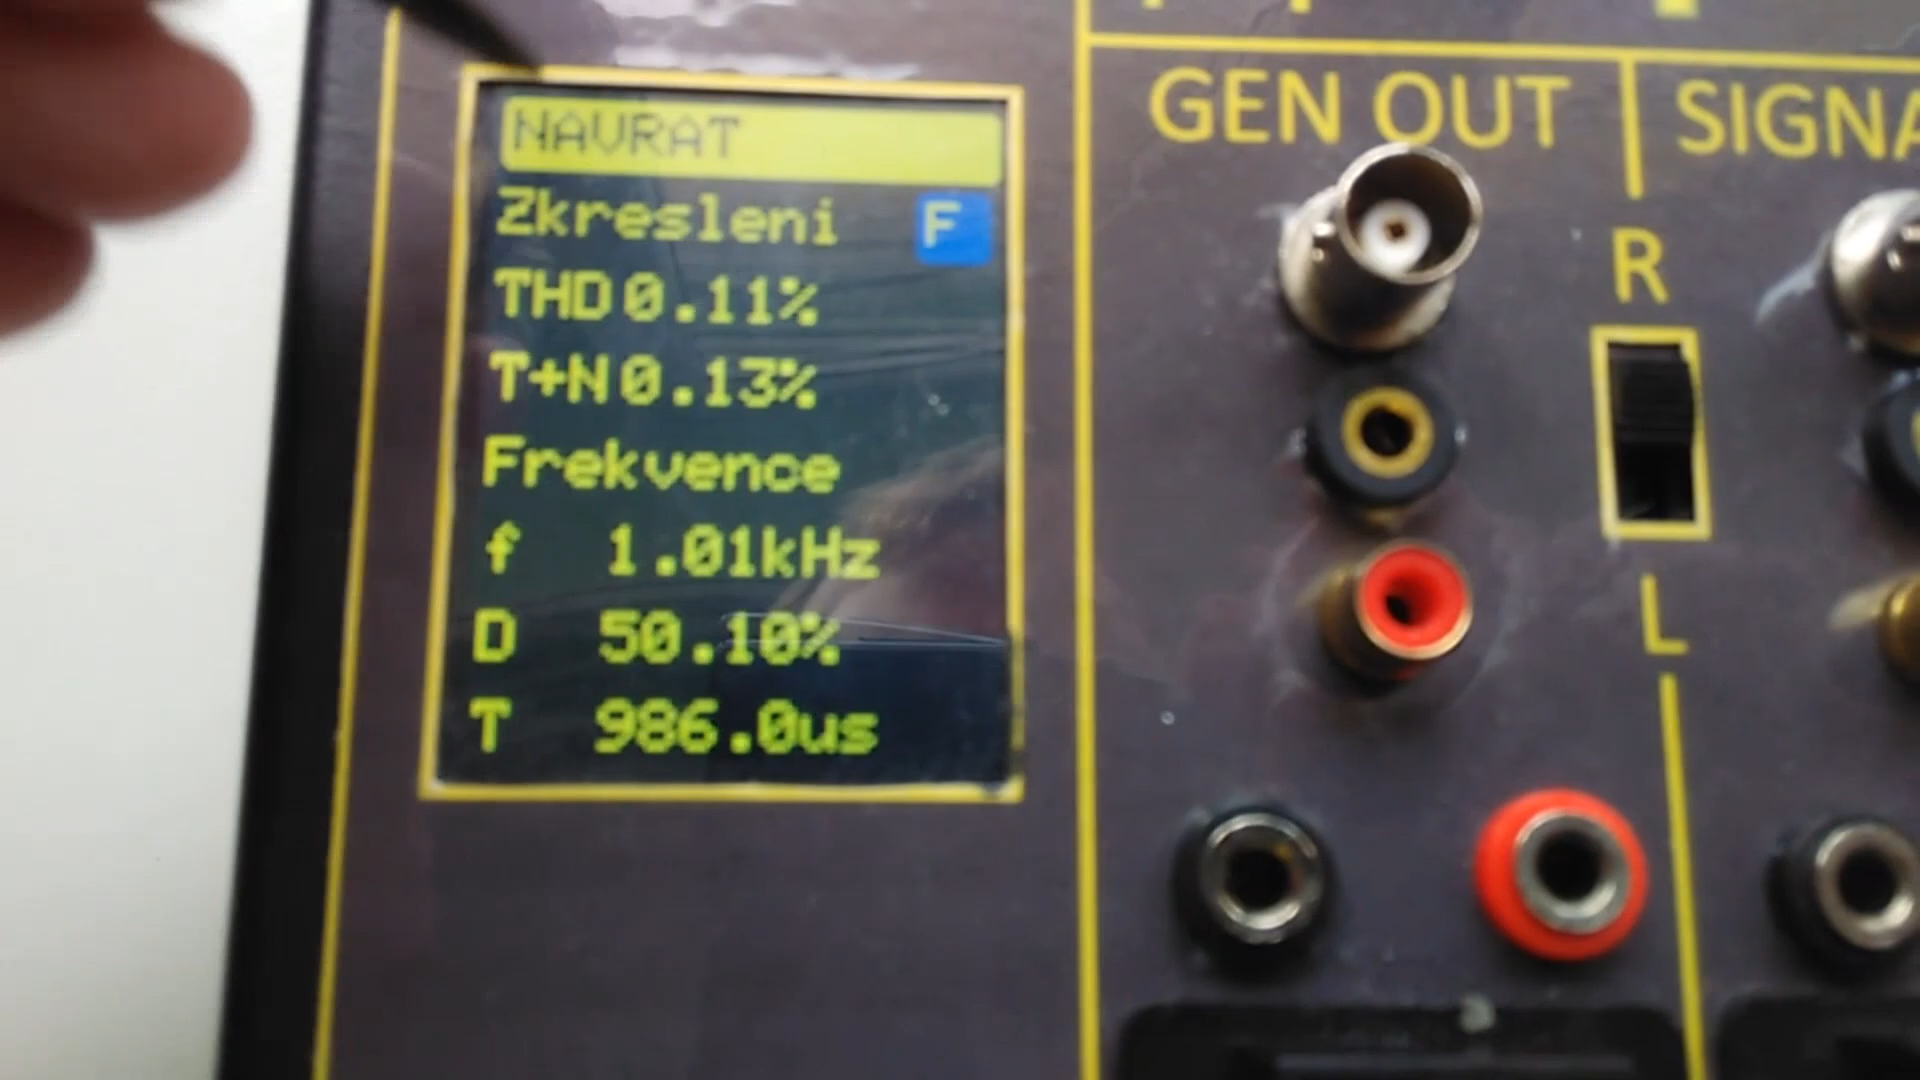 NAVRAT
Zkresleni F
THD 0.11%
T+N 0.13%
Frekvence
f 1.01kHz
D 50.10%
T 986.0us
GEN OUT
SIGNA
R
L